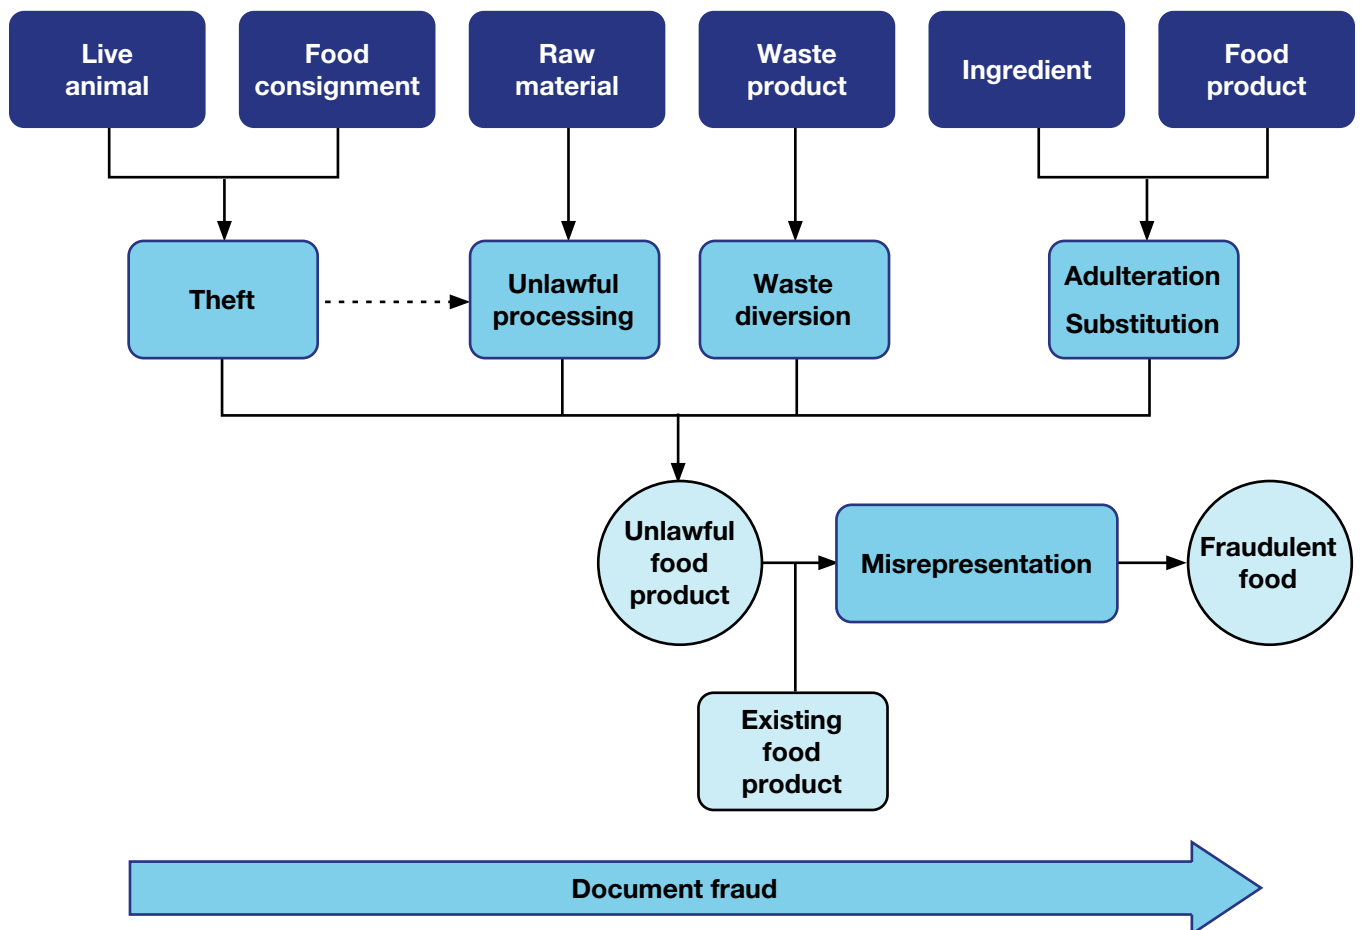 Live
animal
Food
consignment
Raw
material
Waste
product
Ingredient
Food
product
Theft
Unlawful
processing
Waste
diversion
Adulteration
Substitution
Unlawful
food
product
Misrepresentation
Fraudulent
food
Existing
food
product
Document fraud